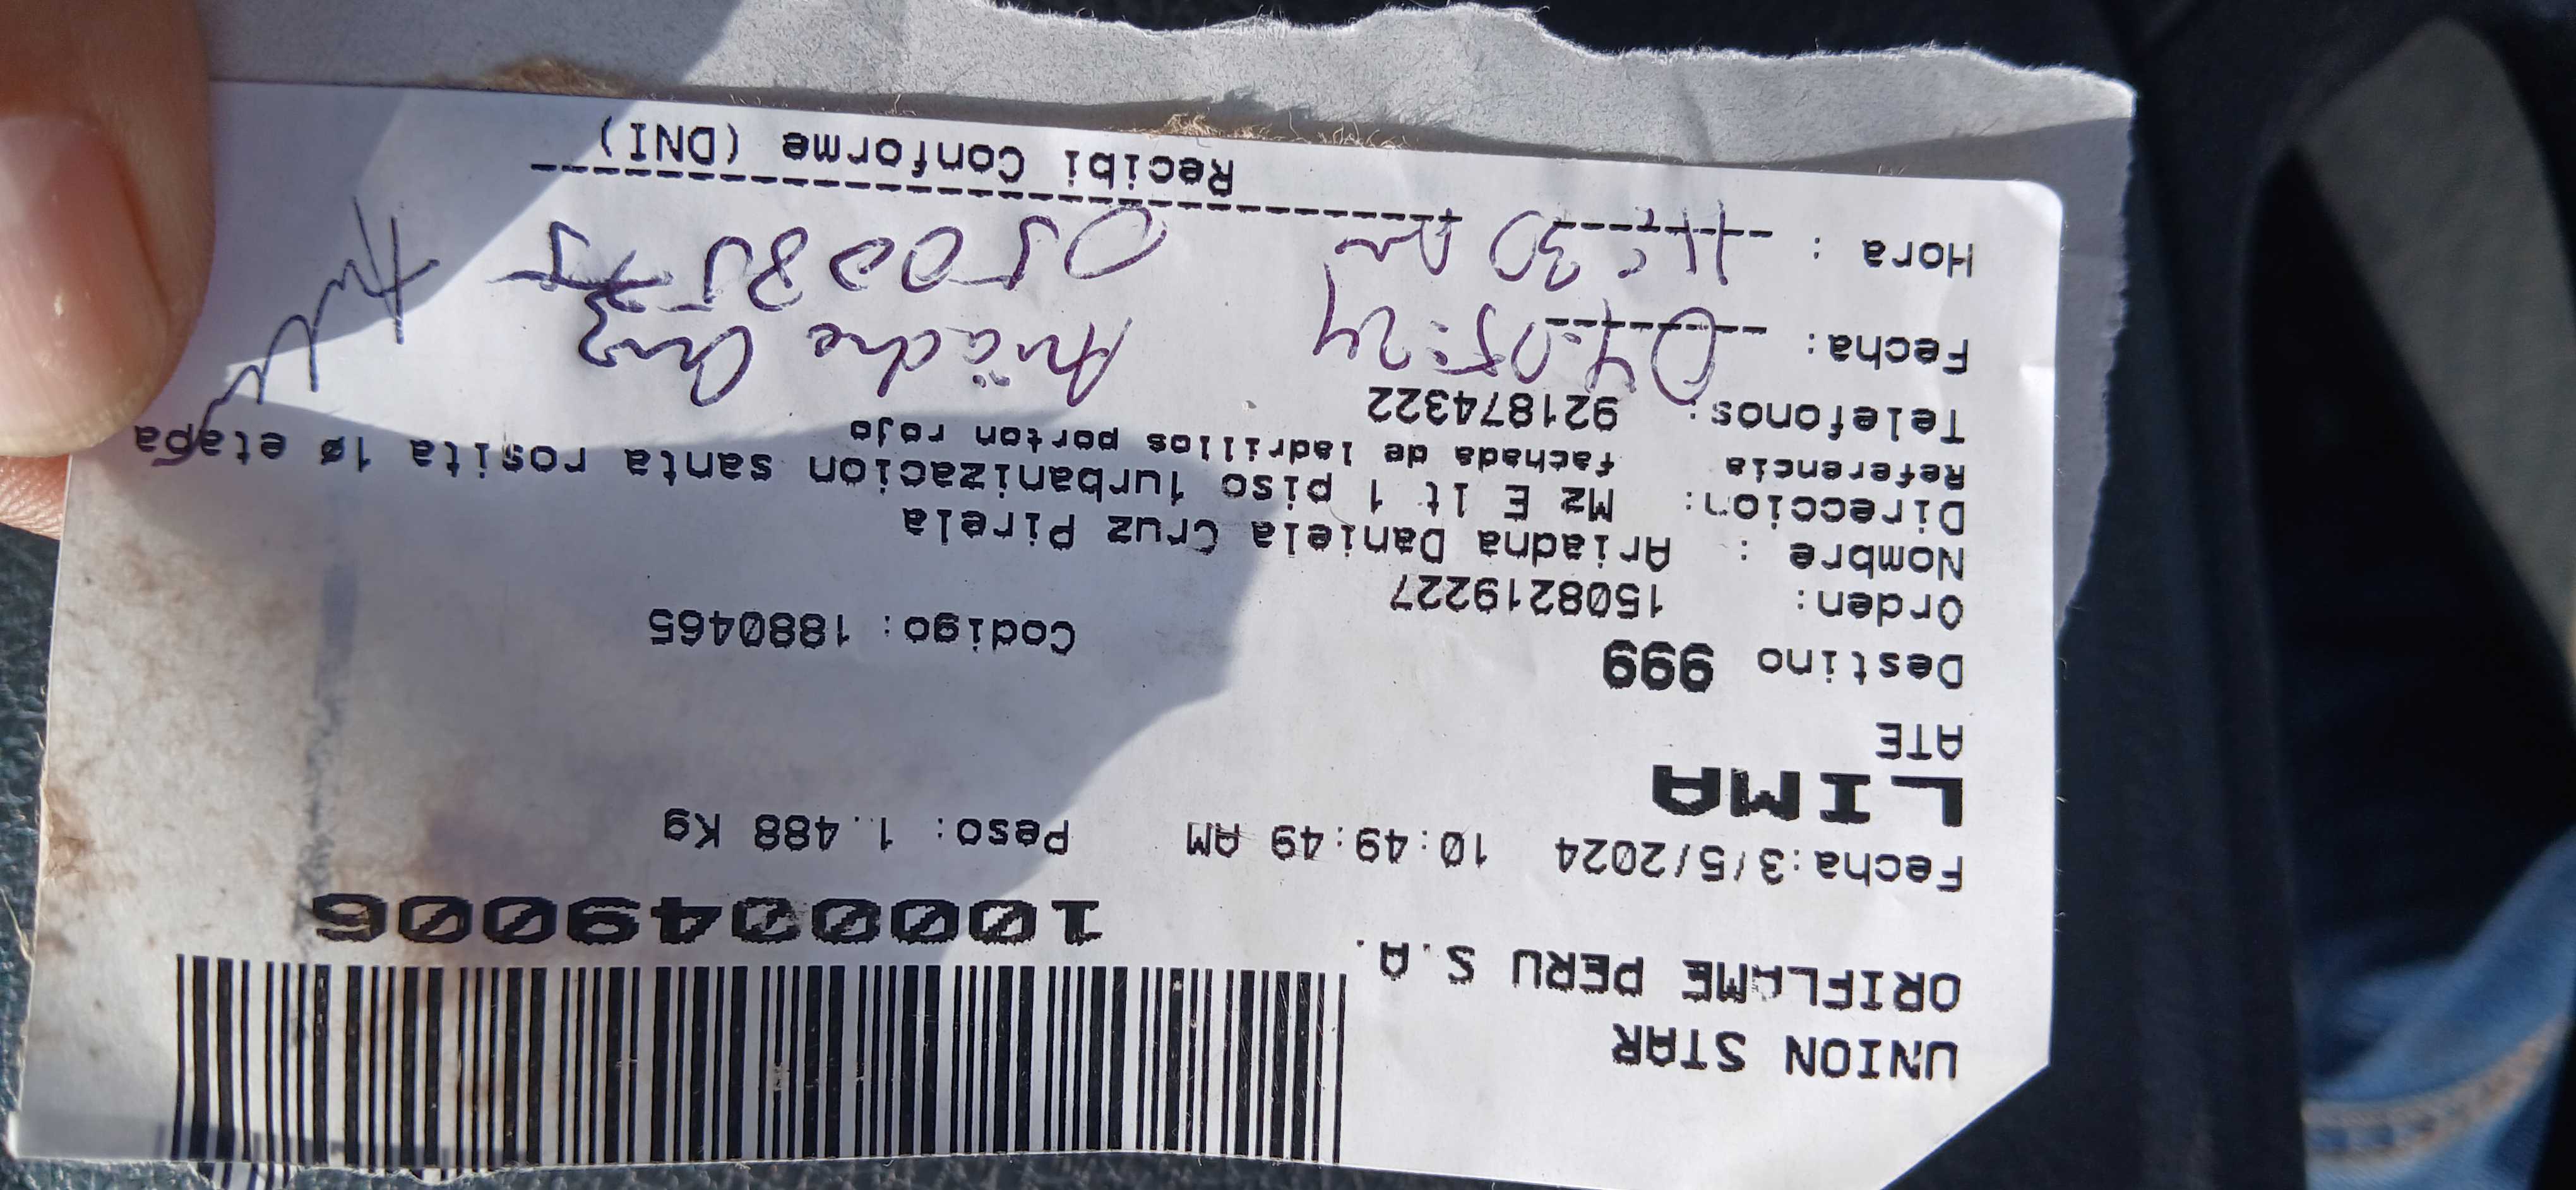 UNION STAR
ORIFLAME PERU S.A.
1000049006
Fecha:3/5/2024 10:49:49 AM Peso: 1.488 Kg
LIMA
ATE
Destino 999
Orden: 1508219227 Codigo: 1880465
Nombre : Ariadna Daniela Cruz Pirela
Direccion: Mz E lt 1 piso 1urbanizacion santa rosita 1ø etapa
Referencia fachada de ladrillos porton rojo
Telefonos: 921874322
Fecha: 04-05-24 Cruz
Hora : 11:30 AM
Recibi Conforme (DNI)